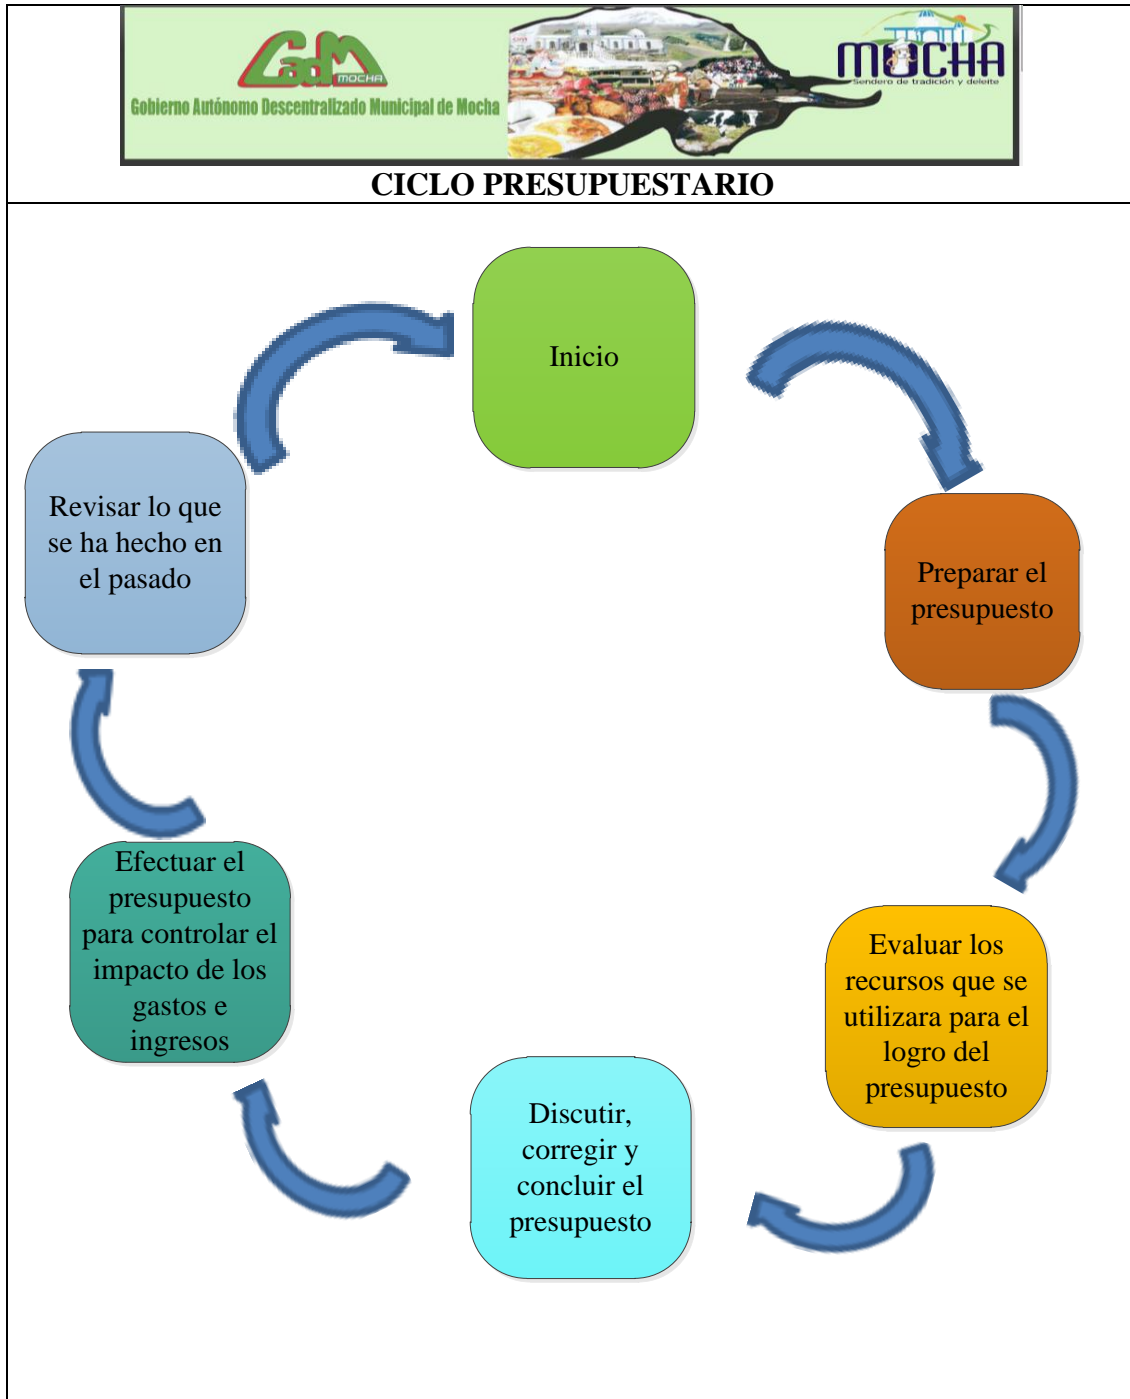 GadM
MOCHA
Gobierno Autónomo Descentralizado Municipal de Mocha
MOCHA
Sendero de tradición y deleite
CICLO PRESUPUESTARIO
Inicio
Preparar el
presupuesto
Evaluar los
recursos que se
utilizara para el
logro del
presupuesto
Discutir,
corregir y
concluir el
presupuesto
Efectuar el
presupuesto
para controlar el
impacto de los
gastos e
ingresos
Revisar lo que
se ha hecho en
el pasado